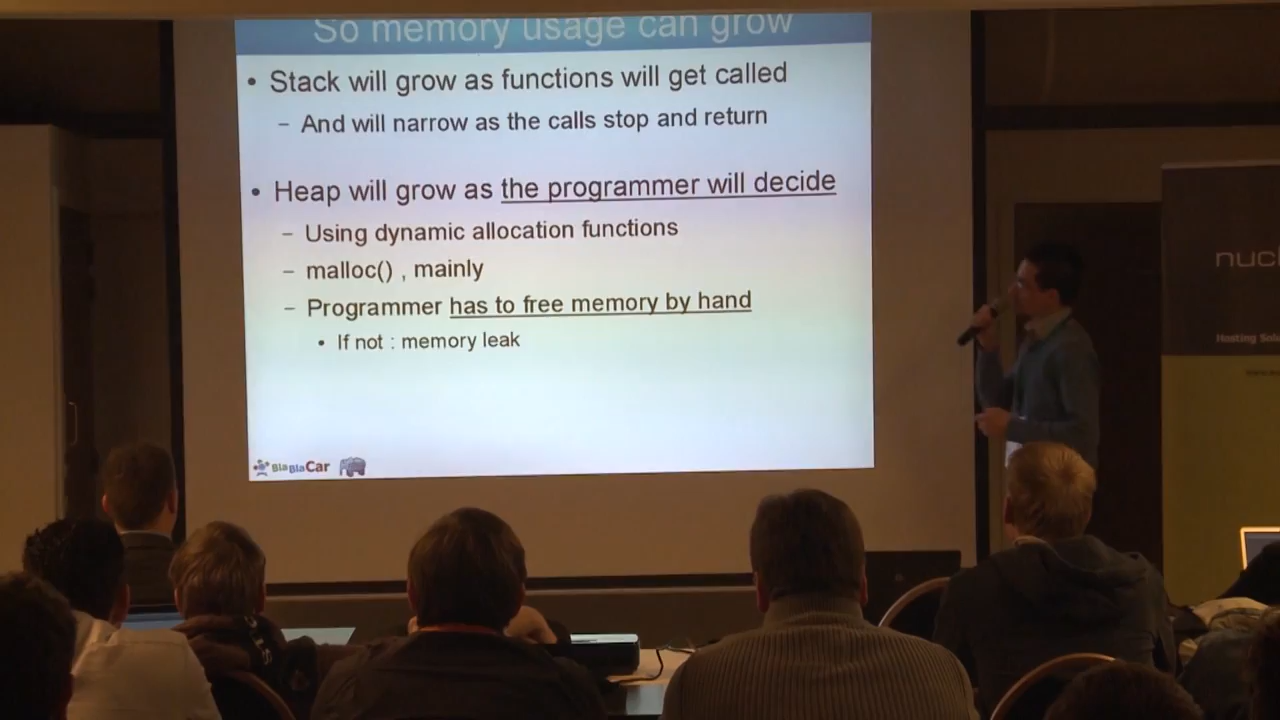 So memory usage can grow
• Stack will grow as functions will get called
– And will narrow as the calls stop and return
• Heap will grow as the programmer will decide
– Using dynamic allocation functions
– malloc() , mainly
– Programmer has to free memory by hand
• If not : memory leak
BlaBlaCar
nuc
Hosting